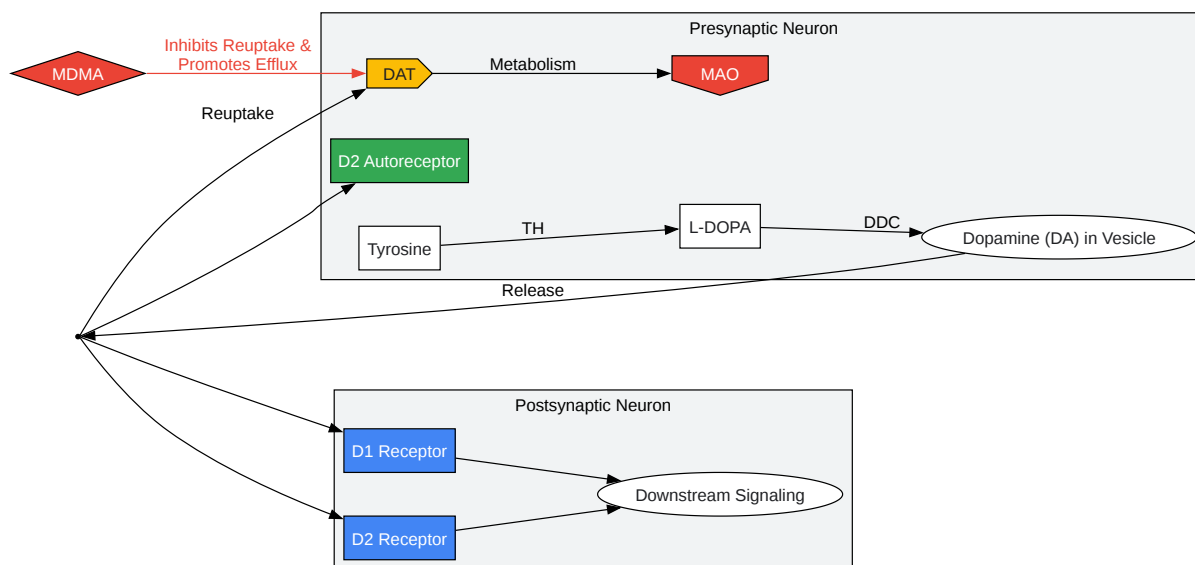 Presynaptic Neuron
Inhibits Reuptake &
Promotes Efflux
MDMA
DAT
Metabolism
MAO
Reuptake
D2 Autoreceptor
Tyrosine
TH
L-DOPA
DDC
Dopamine (DA) in Vesicle
Release
Postsynaptic Neuron
D1 Receptor
Downstream Signaling
D2 Receptor